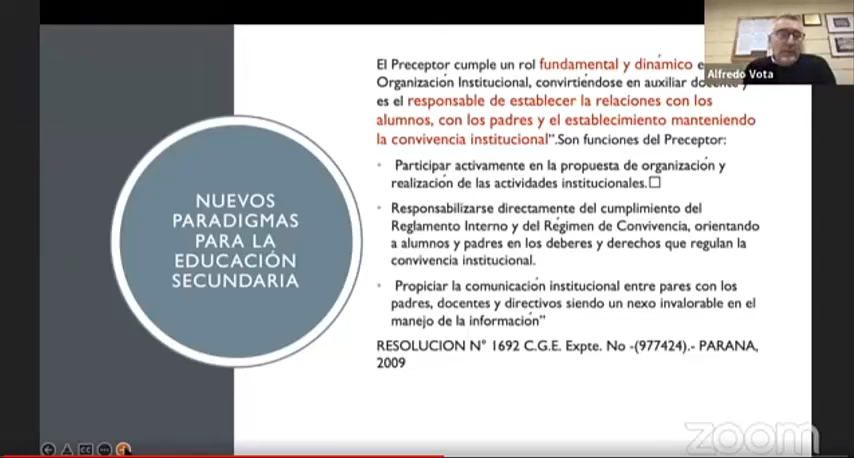 El Preceptor cumple un rol fundamental y dinámico e
Organización Institucional, convirtiéndose en auxiliar docente y
es el responsable de establecer la relaciones con los
alumnos, con los padres y el establecimiento manteniendo
la convivencia institucional”.Son funciones del Preceptor:
Alfredo Vota
NUEVOS
PARADIGMAS
PARA LA
EDUCACIÓN
SECUNDARIA
• Participar activamente en la propuesta de organización y
realización de las actividades institucionales.☐
• Responsabilizarse directamente del cumplimiento del
Reglamento Interno y del Régimen de Convivencia, orientando
a alumnos y padres en los deberes y derechos que regulan la
convivencia institucional.
• Propiciar la comunicación institucional entre pares con los
padres, docentes y directivos siendo un nexo invalorable en el
manejo de la información”
RESOLUCION N° 1692 C.G.E. Expte. No -(977424).- PARANA,
2009
CC
zoom